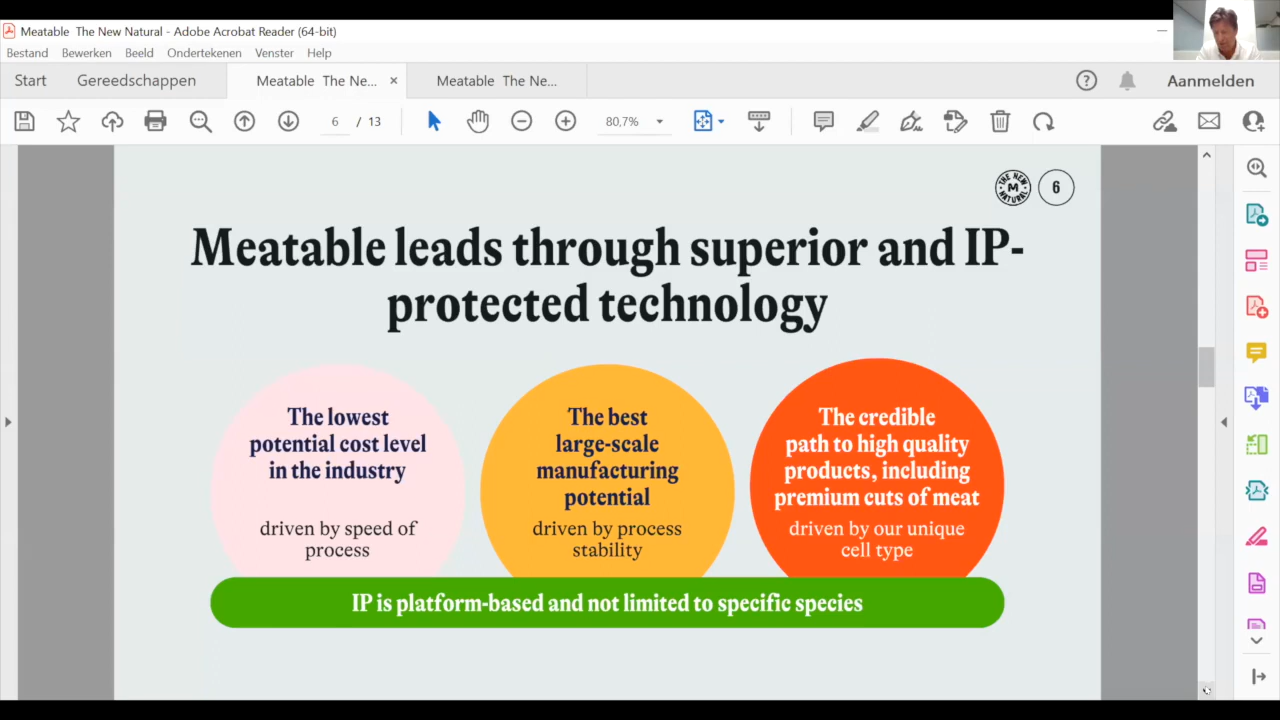 Meatable The New Natural - Adobe Acrobat Reader (64-bit)
Bestand Bewerken Beeld Ondertekenen Venster Help
Start Gereedschappen Meatable The Ne... × Meatable The Ne... Aanmelden
6 / 13 80,7%
THE NEW M NATURAL 6
Meatable leads through superior and IP-
protected technology
The lowest
potential cost level
in the industry
driven by speed of
process
The best
large-scale
manufacturing
potential
driven by process
stability
The credible
path to high quality
products, including
premium cuts of meat
driven by our unique
cell type
IP is platform-based and not limited to specific species